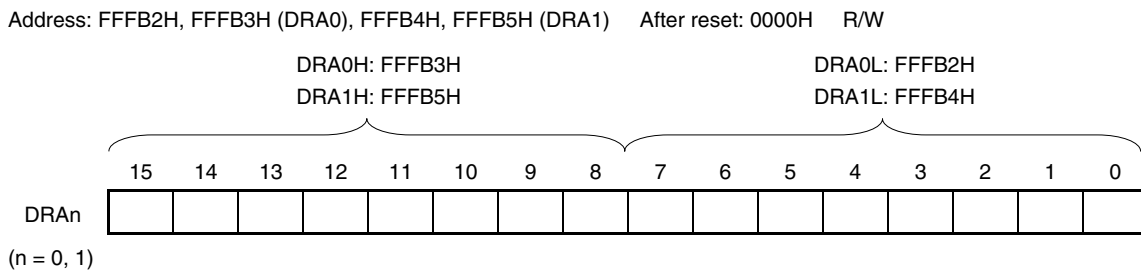 Address: FFFB2H, FFFB3H (DRA0), FFFB4H, FFFB5H (DRA1) After reset: 0000H R/W
DRA0H: FFFB3H DRA0L: FFFB2H
DRA1H: FFFB5H DRA1L: FFFB4H
15 14 13 12 11 10 9 8 7 6 5 4 3 2 1 0
DRAn
(n = 0, 1)